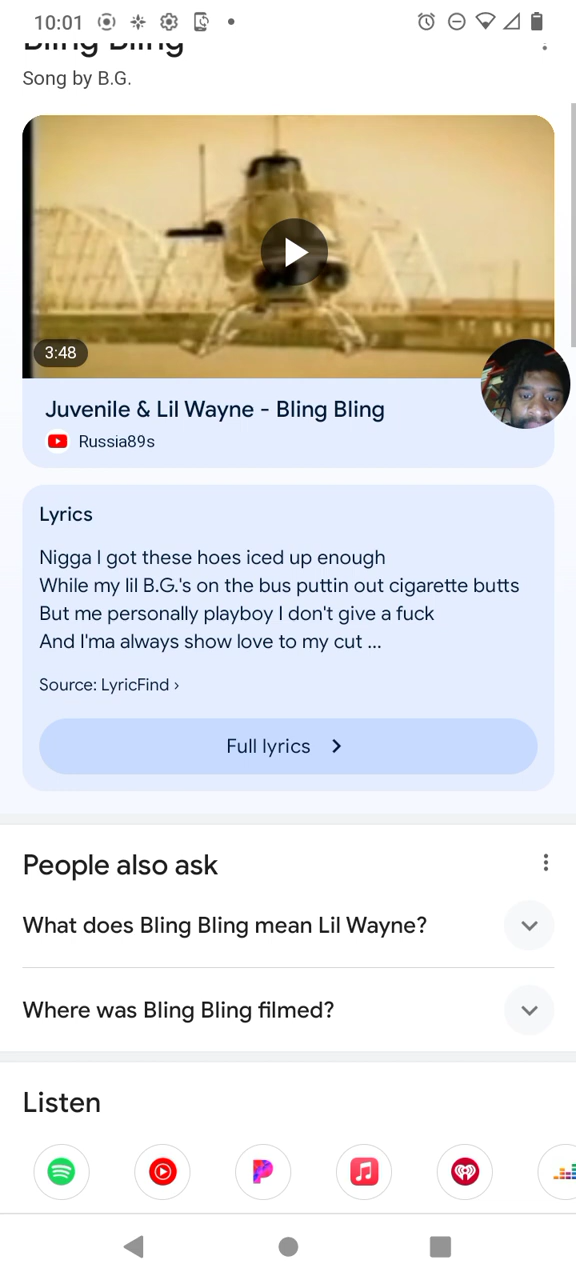 10:01
Bling Bling
Song by B.G.
3:48
Juvenile & Lil Wayne - Bling Bling
Russia89s
Lyrics
Nigga I got these hoes iced up enough
While my lil B.G.'s on the bus puttin out cigarette butts
But me personally playboy I don't give a fuck
And I'ma always show love to my cut ...
Source: LyricFind ›
Full lyrics
People also ask
What does Bling Bling mean Lil Wayne?
Where was Bling Bling filmed?
Listen